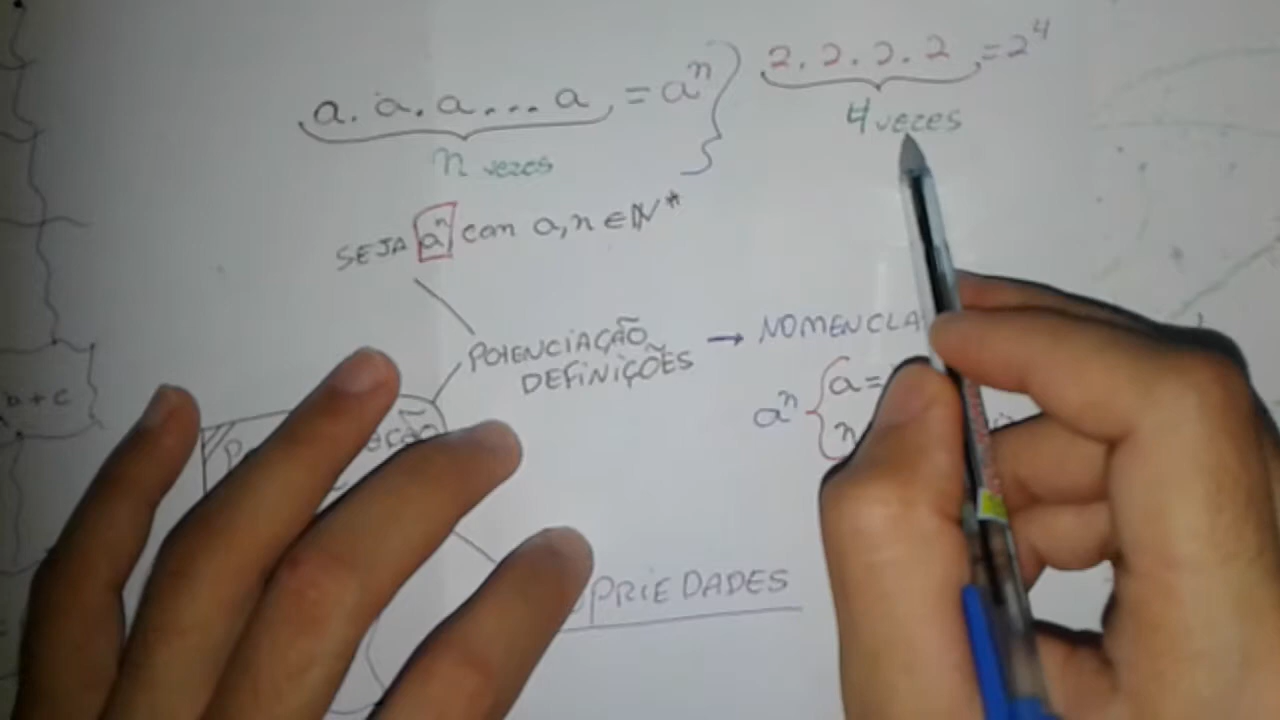 a. a. a... a = aⁿ } 2. 2. 2. 2 = 2⁴
n vezes
4 vezes
SEJA aⁿ com a, n ∈ ℕ*
POTENCIAÇÃO
DEFINIÇÕES → NOMENCLA
aⁿ { a =
n
b + c
PRIEDADES